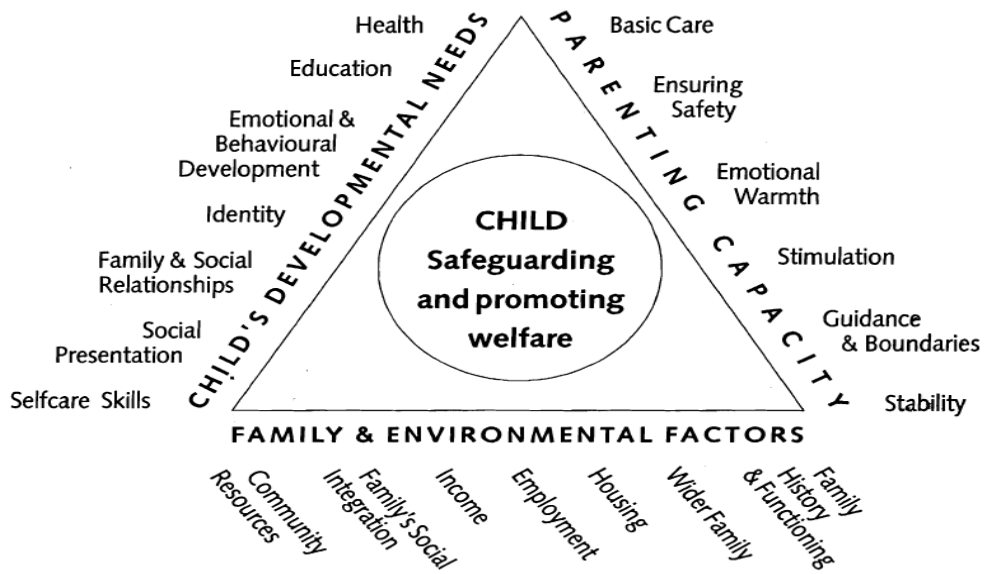 Health
Education
Emotional &
Behavioural
Development
Identity
Family & Social
Relationships
Social
Presentation
Selfcare Skills
CHILD'S DEVELOPMENTAL NEEDS
CHILD
Safeguarding
and promoting
welfare
PARENTING CAPACITY
Basic Care
Ensuring
Safety
Emotional
Warmth
Stimulation
Guidance
& Boundaries
Stability
FAMILY & ENVIRONMENTAL FACTORS
Community
Resources
Family's Social
Integration
Income
Employment
Housing
Wider Family
Family
History
& Functioning